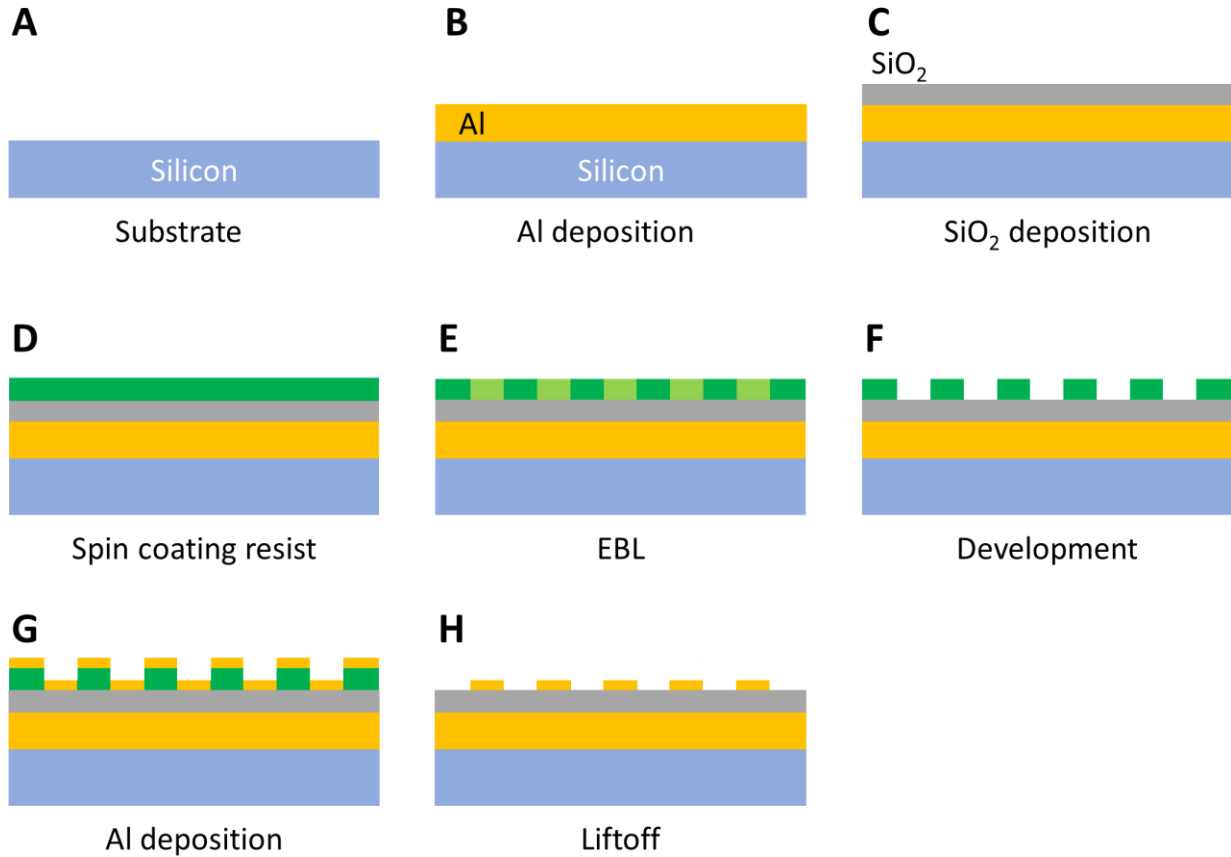 A
B
C
SiO₂
Al
Silicon
Silicon
Substrate
Al deposition
SiO₂ deposition
D
E
F
Spin coating resist
EBL
Development
G
H
Al deposition
Liftoff